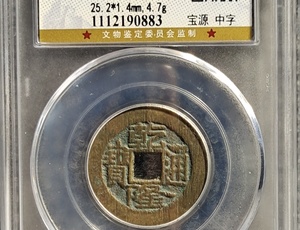 25.2*1.4mm, 4.7g
1112190883
宝源 中字
★ 文物鉴定委员会监制 ★
乾隆通寶